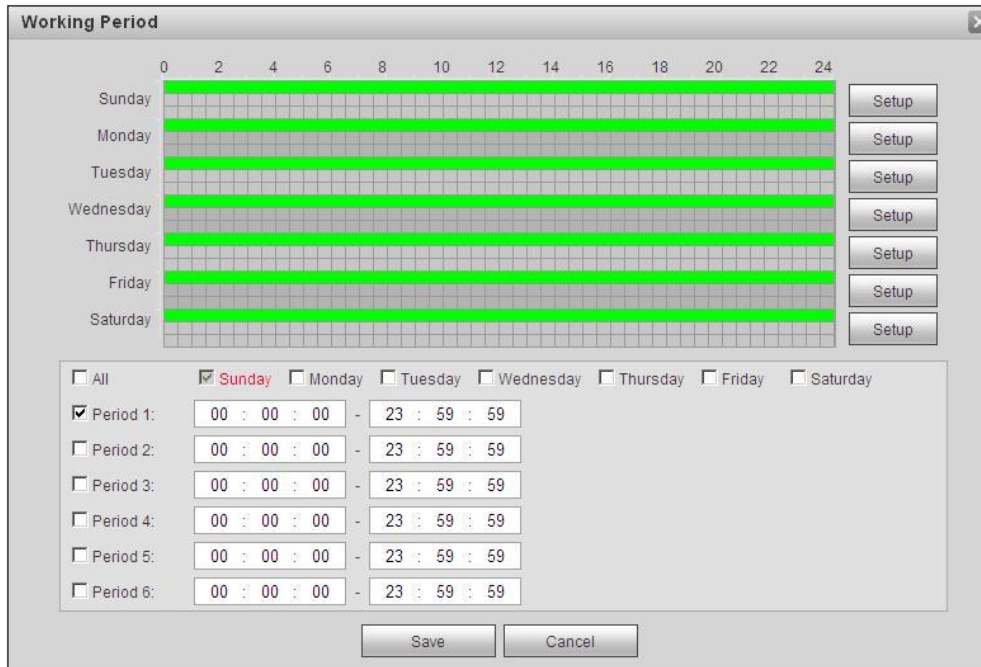 Working Period
0 2 4 6 8 10 12 14 16 18 20 22 24
Sunday Setup
Monday Setup
Tuesday Setup
Wednesday Setup
Thursday Setup
Friday Setup
Saturday Setup
All Sunday Monday Tuesday Wednesday Thursday Friday Saturday
Period 1: 00 : 00 : 00 - 23 : 59 : 59
Period 2: 00 : 00 : 00 - 23 : 59 : 59
Period 3: 00 : 00 : 00 - 23 : 59 : 59
Period 4: 00 : 00 : 00 - 23 : 59 : 59
Period 5: 00 : 00 : 00 - 23 : 59 : 59
Period 6: 00 : 00 : 00 - 23 : 59 : 59
Save Cancel